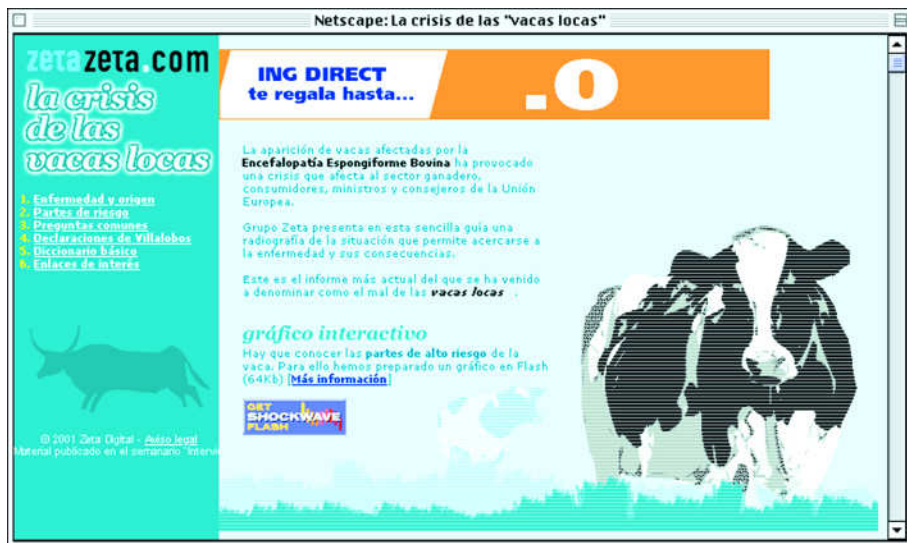 Netscape: La crisis de las "vacas locas"
zetazeta.com
la crisis
de las
vacas locas
1. Enfermedad y origen
2. Partes de riesgo
3. Preguntas comunes
4. Declaraciones de Villalobos
5. Diccionario básico
6. Enlaces de interés
© 2001 Zeta Digital - Aviso legal
Material publicado en el semanario "Intervi
ING DIRECT
te regala hasta...
.0
La aparición de vacas afectadas por la
Encefalopatía Espongiforme Bovina ha provocado
una crisis que afecta al sector ganadero,
consumidores, ministros y consejeros de la Unión
Europea.
Grupo Zeta presenta en esta sencilla guía una
radiografía de la situación que permite acercarse a
la enfermedad y sus consecuencias.
Este es el informe más actual del que se ha venido
a denominar como el mal de las vacas locas .
gráfico interactivo
Hay que conocer las partes de alto riesgo de la
vaca. Para ello hemos preparado un gráfico en Flash
(64Kb) [Más información]
GET
SHOCKWAVE
FLASH